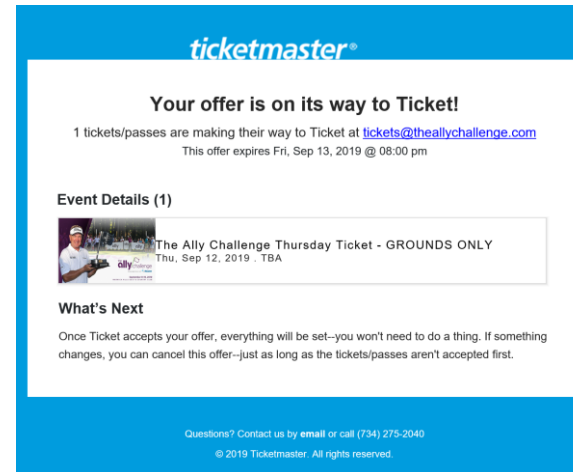 ticketmaster®
Your offer is on its way to Ticket!
1 tickets/passes are making their way to Ticket at tickets@theallychallenge.com
This offer expires Fri, Sep 13, 2019 @ 08:00 pm
Event Details (1)
The Ally Challenge Thursday Ticket - GROUNDS ONLY
Thu, Sep 12, 2019 . TBA
ally challenge
What's Next
Once Ticket accepts your offer, everything will be set--you won't need to do a thing. If something
changes, you can cancel this offer--just as long as the tickets/passes aren't accepted first.
Questions? Contact us by email or call (734) 275-2040
© 2019 Ticketmaster. All rights reserved.